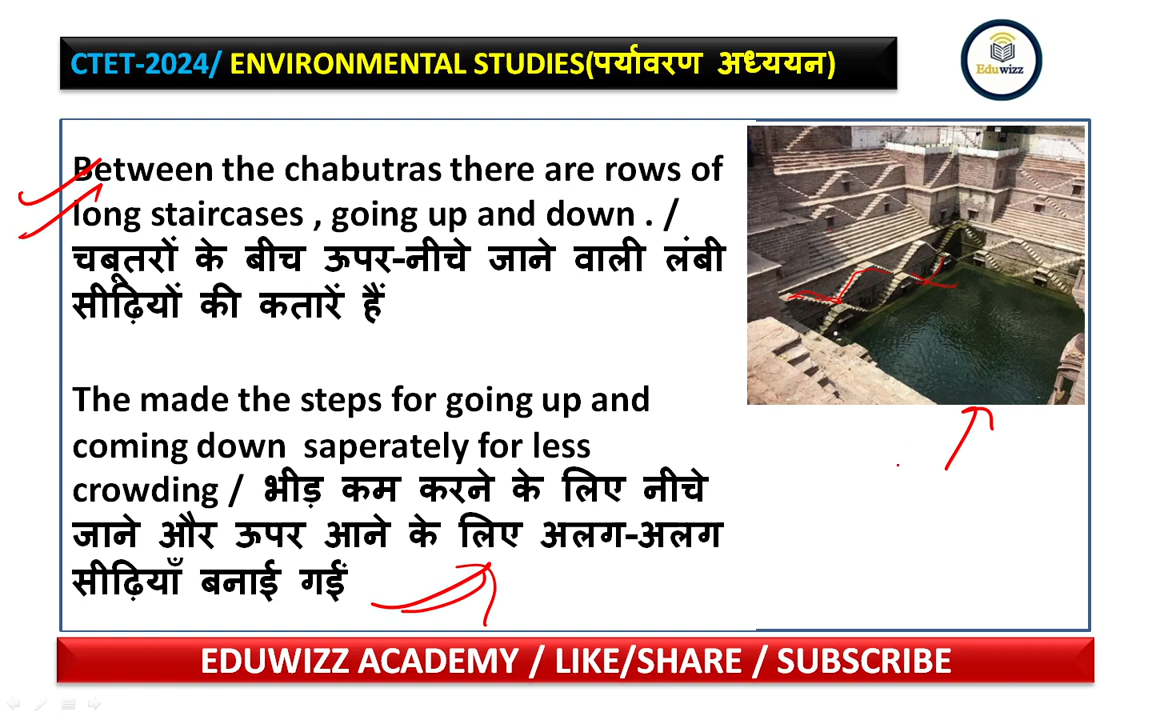 CTET-2024/ ENVIRONMENTAL STUDIES(पर्यावरण अध्ययन)
Eduwizz
Between the chabutras there are rows of
long staircases , going up and down . /
चबूतरों के बीच ऊपर-नीचे जाने वाली लंबी
सीढ़ियों की कतारें हैं
The made the steps for going up and
coming down saperately for less
crowding / भीड़ कम करने के लिए नीचे
जाने और ऊपर आने के लिए अलग-अलग
सीढ़ियाँ बनाई गईं
EDUWIZZ ACADEMY / LIKE/SHARE / SUBSCRIBE